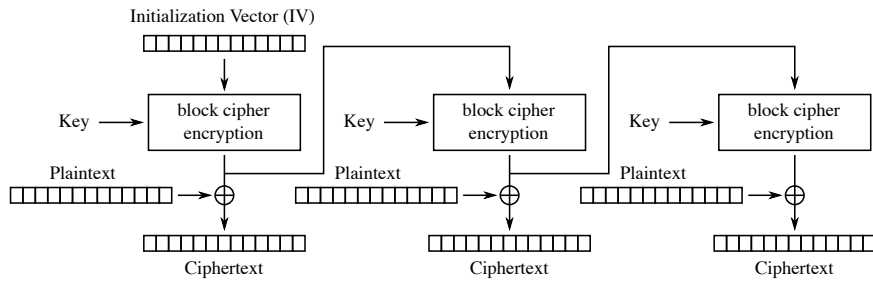 Initialization Vector (IV)
Key
block cipher
encryption
Key
block cipher
encryption
Key
block cipher
encryption
Plaintext
Plaintext
Plaintext
Ciphertext
Ciphertext
Ciphertext